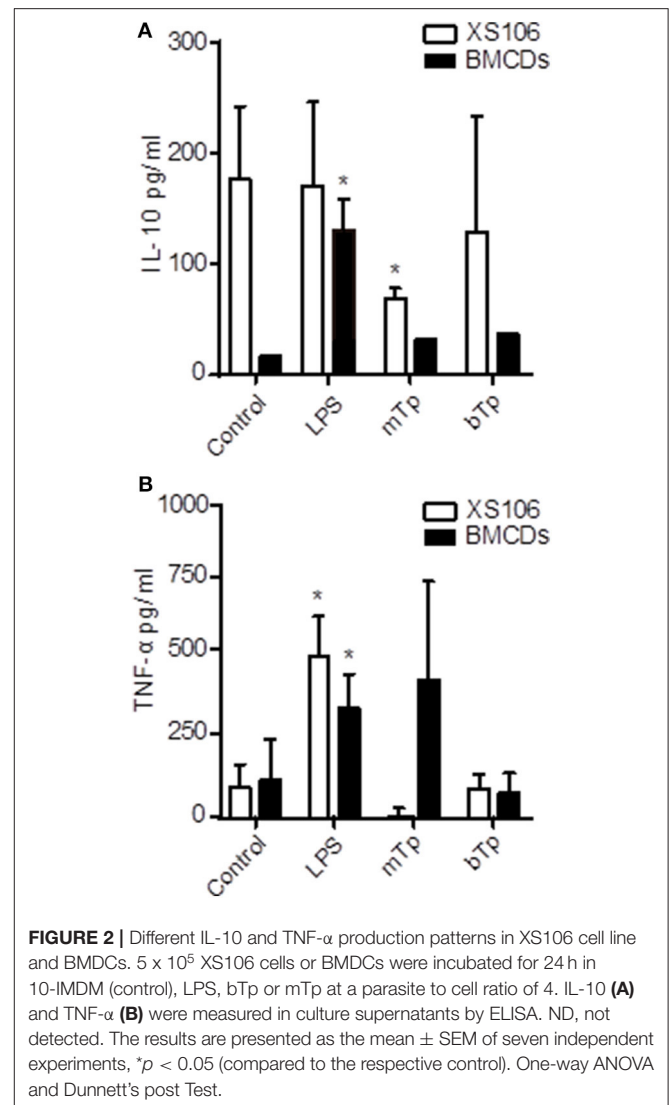 A
XS106
BMCDs
300
200
100
0
IL-10 pg/ml
*
*
Control
LPS
mTp
bTp
B
XS106
BMCDs
1000
750
500
250
0
TNF-α pg/ml
*
*
Control
LPS
mTp
bTp
FIGURE 2 | Different IL-10 and TNF-α production patterns in XS106 cell line
and BMDCs. 5 x 10⁵ XS106 cells or BMDCs were incubated for 24 h in
10-IMDM (control), LPS, bTp or mTp at a parasite to cell ratio of 4. IL-10 (A)
and TNF-α (B) were measured in culture supernatants by ELISA. ND, not
detected. The results are presented as the mean ± SEM of seven independent
experiments, *p < 0.05 (compared to the respective control). One-way ANOVA
and Dunnett's post Test.